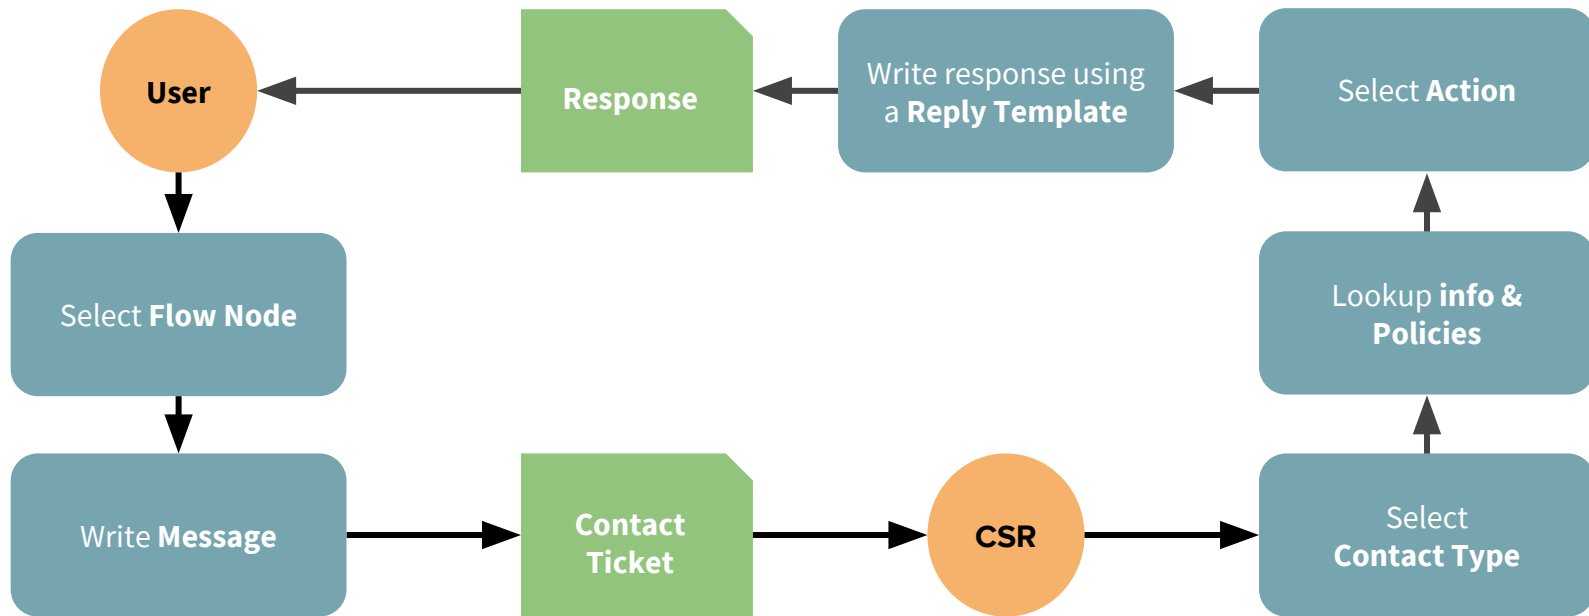 User
Response
Write response using
a Reply Template
Select Action
Select Flow Node
Lookup info &
Policies
Write Message
Contact
Ticket
CSR
Select
Contact Type